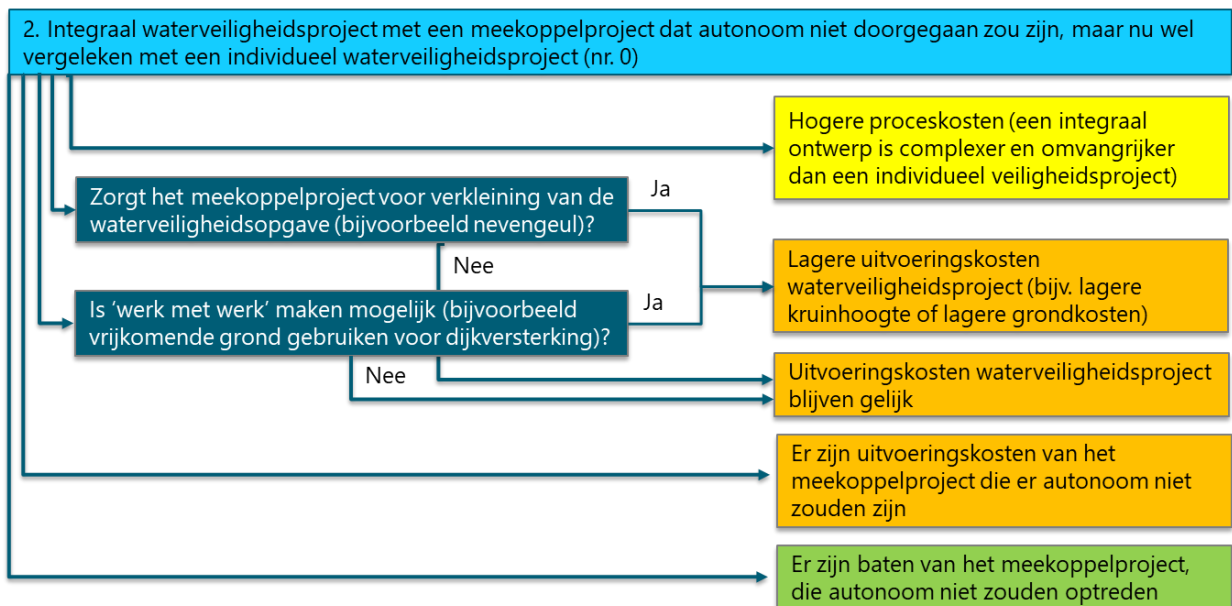 2. Integraal waterveiligheidsproject met een meekoppelproject dat autonoom niet doorgegaan zou zijn, maar nu wel
vergeleken met een individueel waterveiligheidsproject (nr. 0)
Hogere proceskosten (een integraal
ontwerp is complexer en omvangrijker
dan een individueel veiligheidsproject)
Zorgt het meekoppelproject voor verkleining van de
waterveiligheidsopgave (bijvoorbeeld nevengeul)?
Ja
Nee
Lagere uitvoeringskosten
waterveiligheidsproject (bijv. lagere
kruinhoogte of lagere grondkosten)
Is ‘werk met werk’ maken mogelijk (bijvoorbeeld
vrijkomende grond gebruiken voor dijkversterking)?
Ja
Nee
Uitvoeringskosten waterveiligheidsproject
blijven gelijk
Er zijn uitvoeringskosten van het
meekoppelproject die er autonoom niet
zouden zijn
Er zijn baten van het meekoppelproject,
die autonoom niet zouden optreden